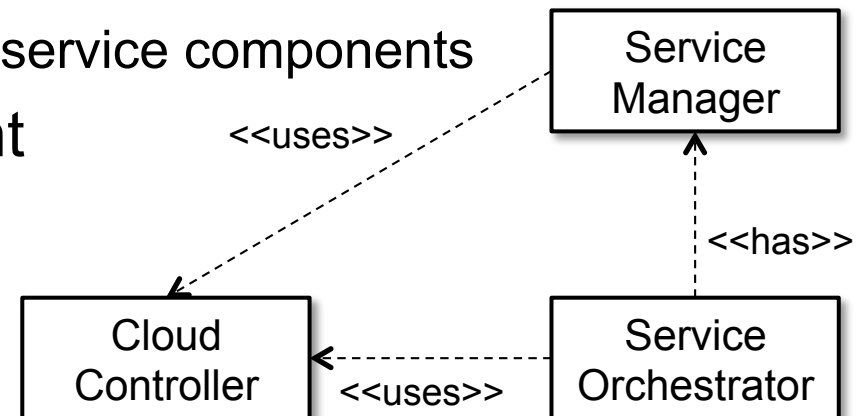 service components
Service
Manager
<<uses>>
<<has>>
Cloud
Controller
<<uses>>
Service
Orchestrator